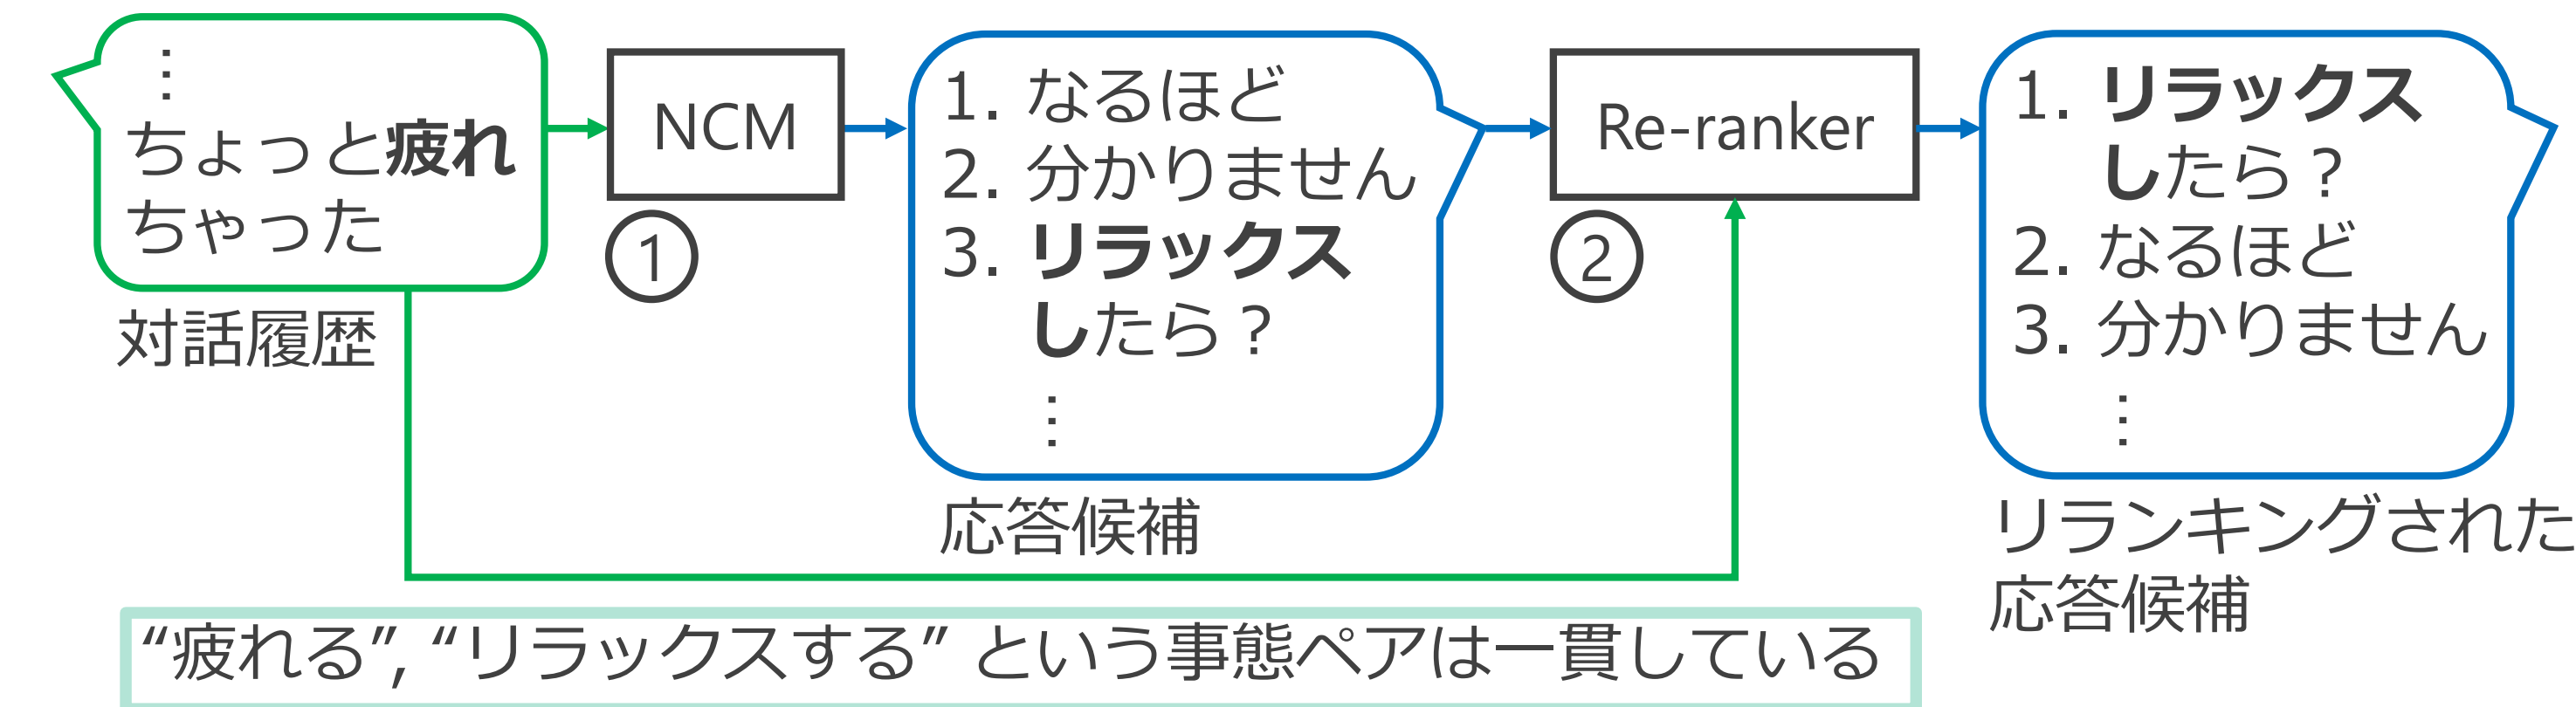 ⋮
ちょっと疲れ
ちゃった
対話履歴
NCM
①
1. なるほど
2. 分かりません
3. リラックス
したら？
⋮
応答候補
Re-ranker
②
1. リラックス
したら？
2. なるほど
3. 分かりません
⋮
リランキングされた
応答候補
“疲れる”, “リラックスする” という事態ペアは一貫している